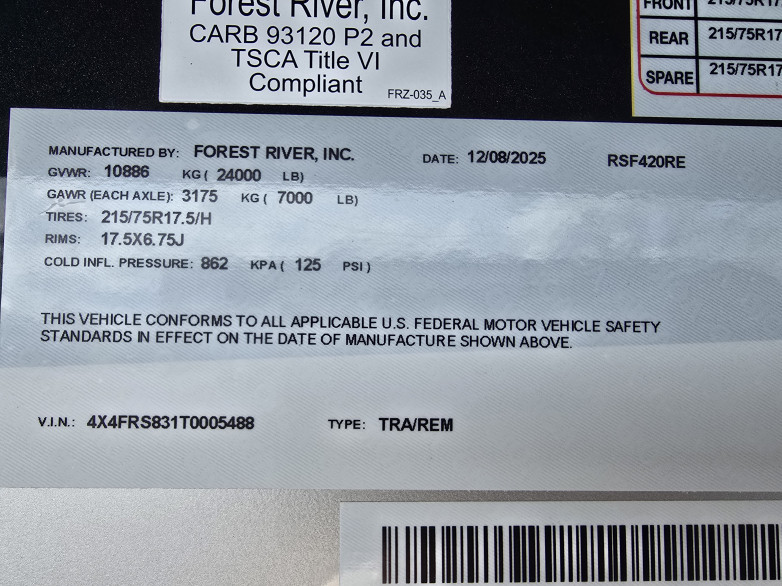 Forest River, Inc.
CARB 93120 P2 and
TSCA Title VI
Compliant
FRZ-035_A
FRONT 215/75R17.
REAR 215/75R17
SPARE 215/75R17
MANUFACTURED BY: FOREST RIVER, INC. DATE: 12/08/2025 RSF420RE
GVWR: 10886 KG ( 24000 LB)
GAWR (EACH AXLE): 3175 KG ( 7000 LB)
TIRES: 215/75R17.5/H
RIMS: 17.5X6.75J
COLD INFL. PRESSURE: 862 KPA ( 125 PSI )
THIS VEHICLE CONFORMS TO ALL APPLICABLE U.S. FEDERAL MOTOR VEHICLE SAFETY
STANDARDS IN EFFECT ON THE DATE OF MANUFACTURE SHOWN ABOVE.
V.I.N.: 4X4FRS831T0005488 TYPE: TRA/REM